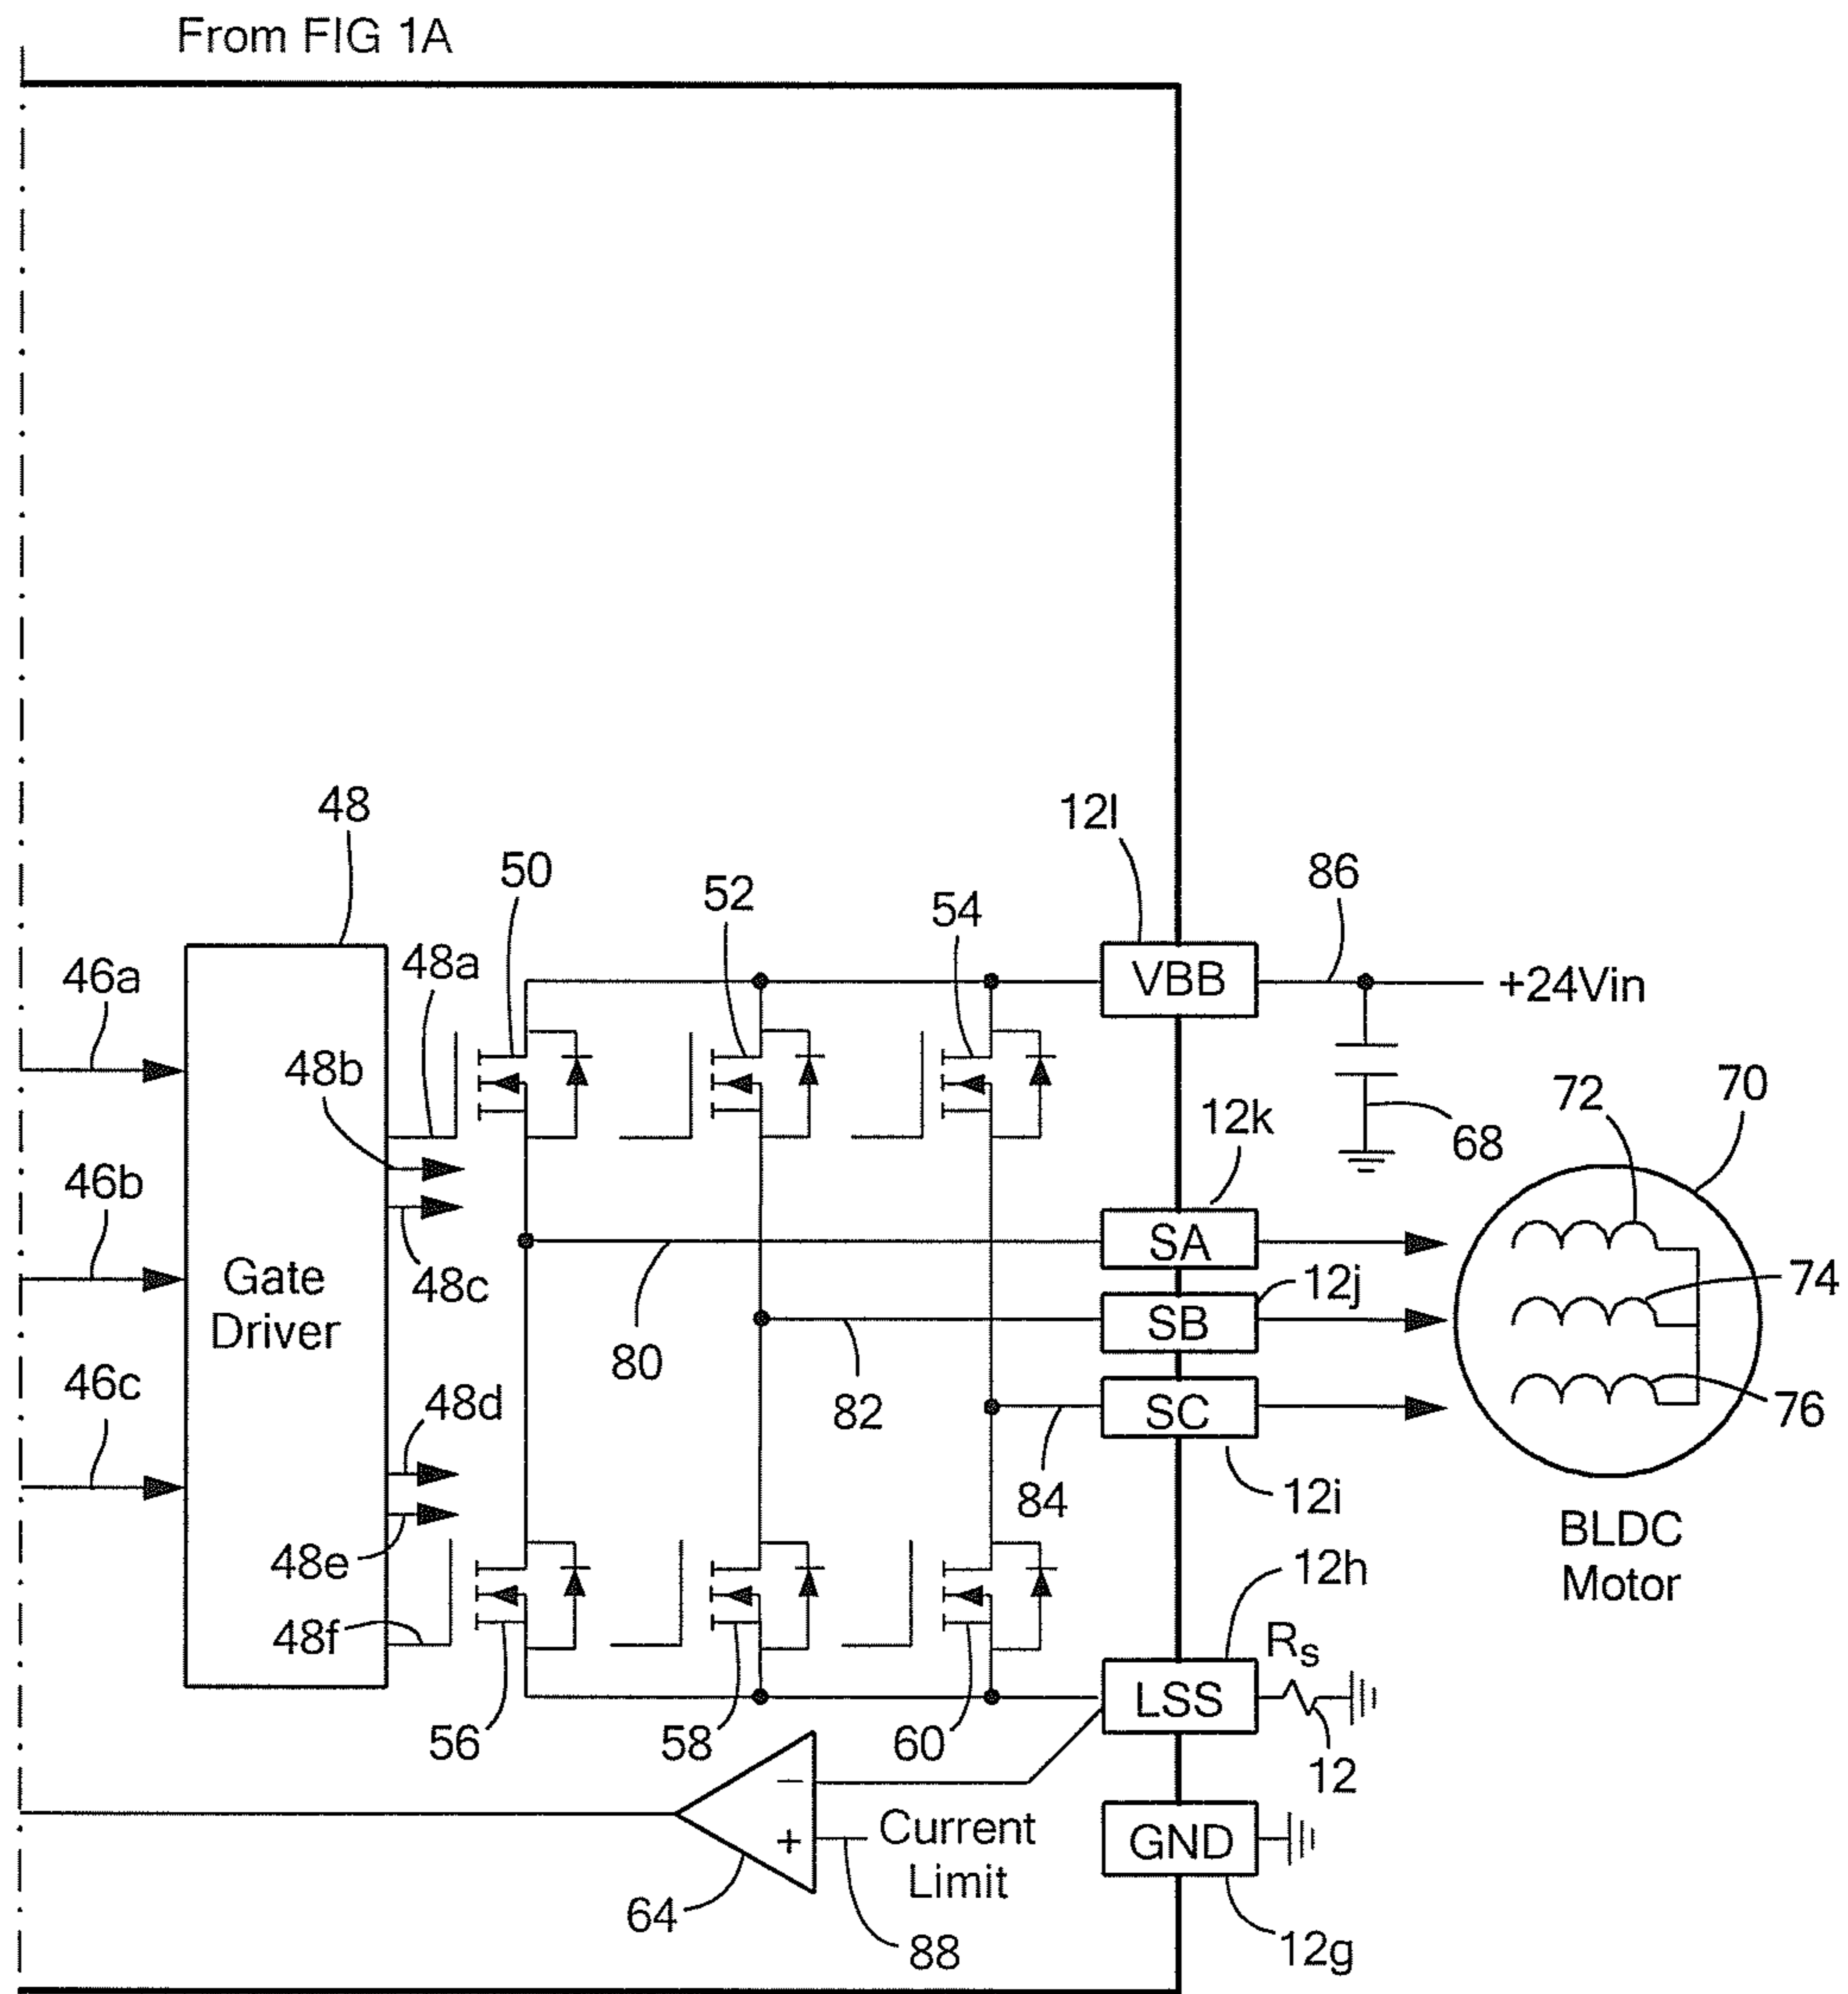 From FIG 1A
48
12l
50
52
54
86
46a
48a
VBB
+24Vin
48b
72
70
12k
68
46b
48c
SA
Gate
Driver
12j
74
SB
80
82
46c
48d
SC
76
84
12i
BLDC
Motor
48e
12h
48f
Rs
LSS
56
58
60
12
−
+
Current
Limit
GND
64
88
12g